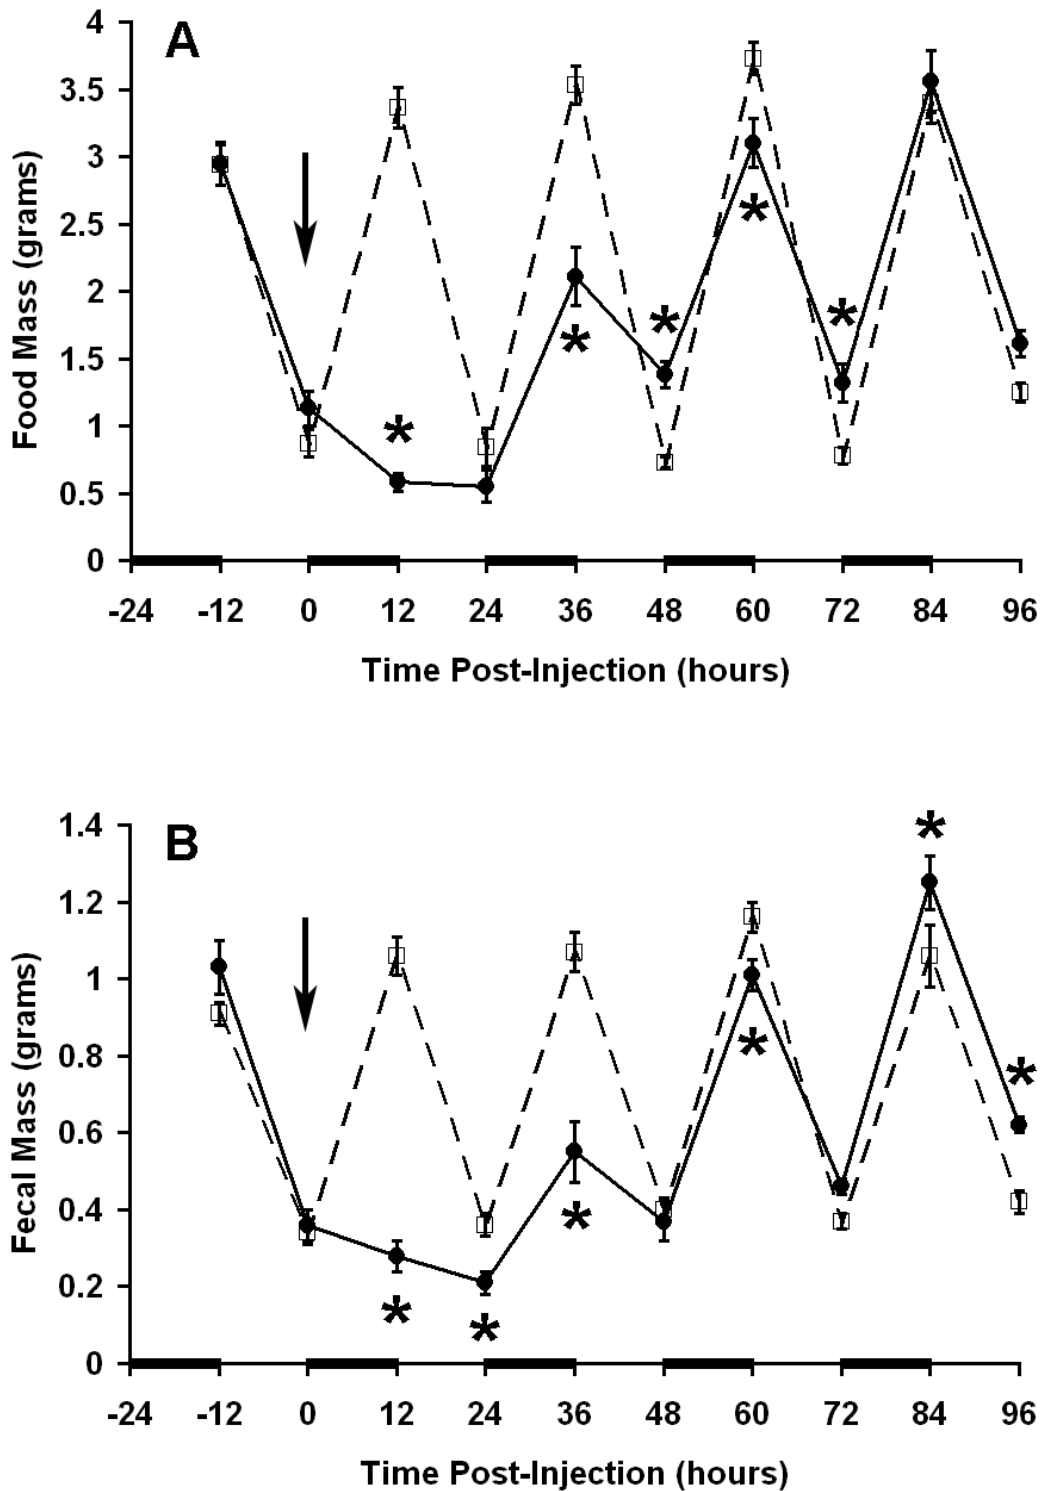 A
4
3.5
3
2.5
2
1.5
1
0.5
0
Food Mass (grams)
* * * * *
-24 -12 0 12 24 36 48 60 72 84 96
Time Post-Injection (hours)
B
1.4
1.2
1
0.8
0.6
0.4
0.2
0
Fecal Mass (grams)
* * * * * *
-24 -12 0 12 24 36 48 60 72 84 96
Time Post-Injection (hours)